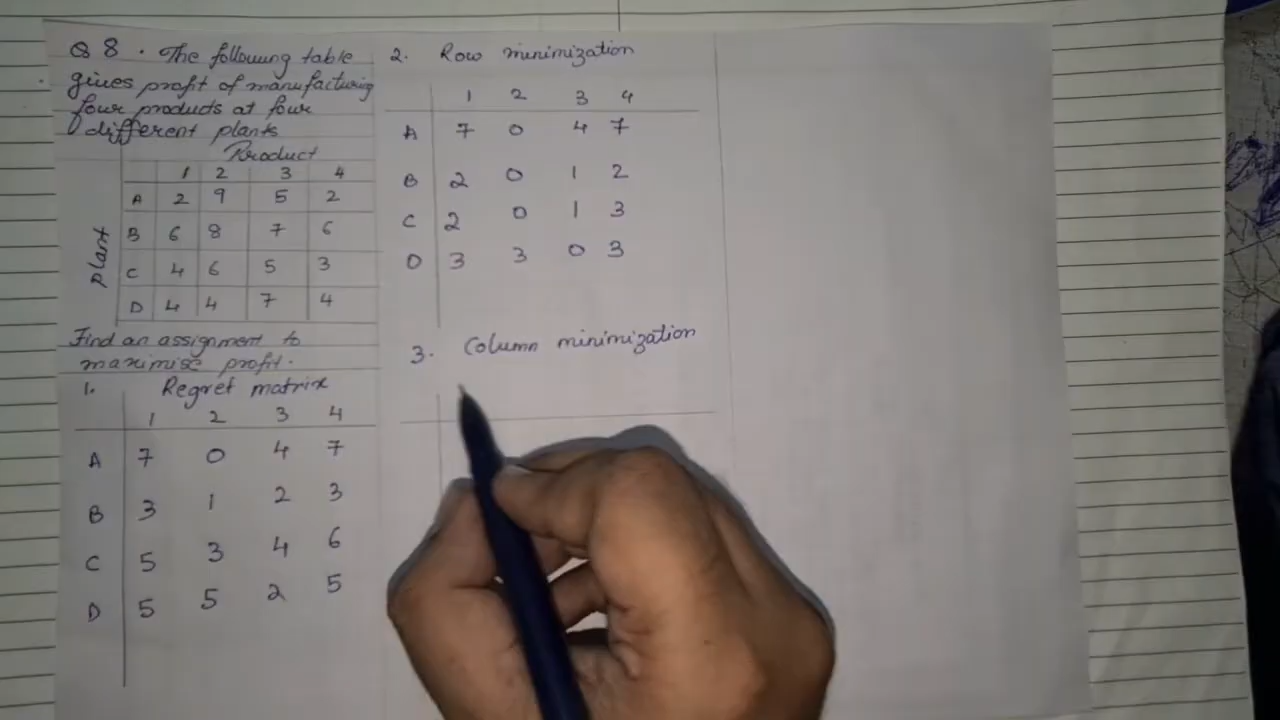 Q 8. The following table
gives profit of manufacturing
four products at four
different plants
Product
1 2 3 4
plant
A 2 9 5 2
B 6 8 7 6
C 4 6 5 3
D 4 4 7 4
Find an assignment to
maximise profit.
1. Regret matrix
1 2 3 4
A 7 0 4 7
B 3 1 2 3
C 5 3 4 6
D 5 5 2 5
2. Row minimization
1 2 3 4
A 7 0 4 7
B 2 0 1 2
C 2 0 1 3
D 3 3 0 3
3. Column minimization